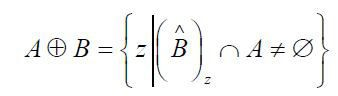 A ⊕ B = { z | ( B̂ )_z ∩ A ≠ ∅ }